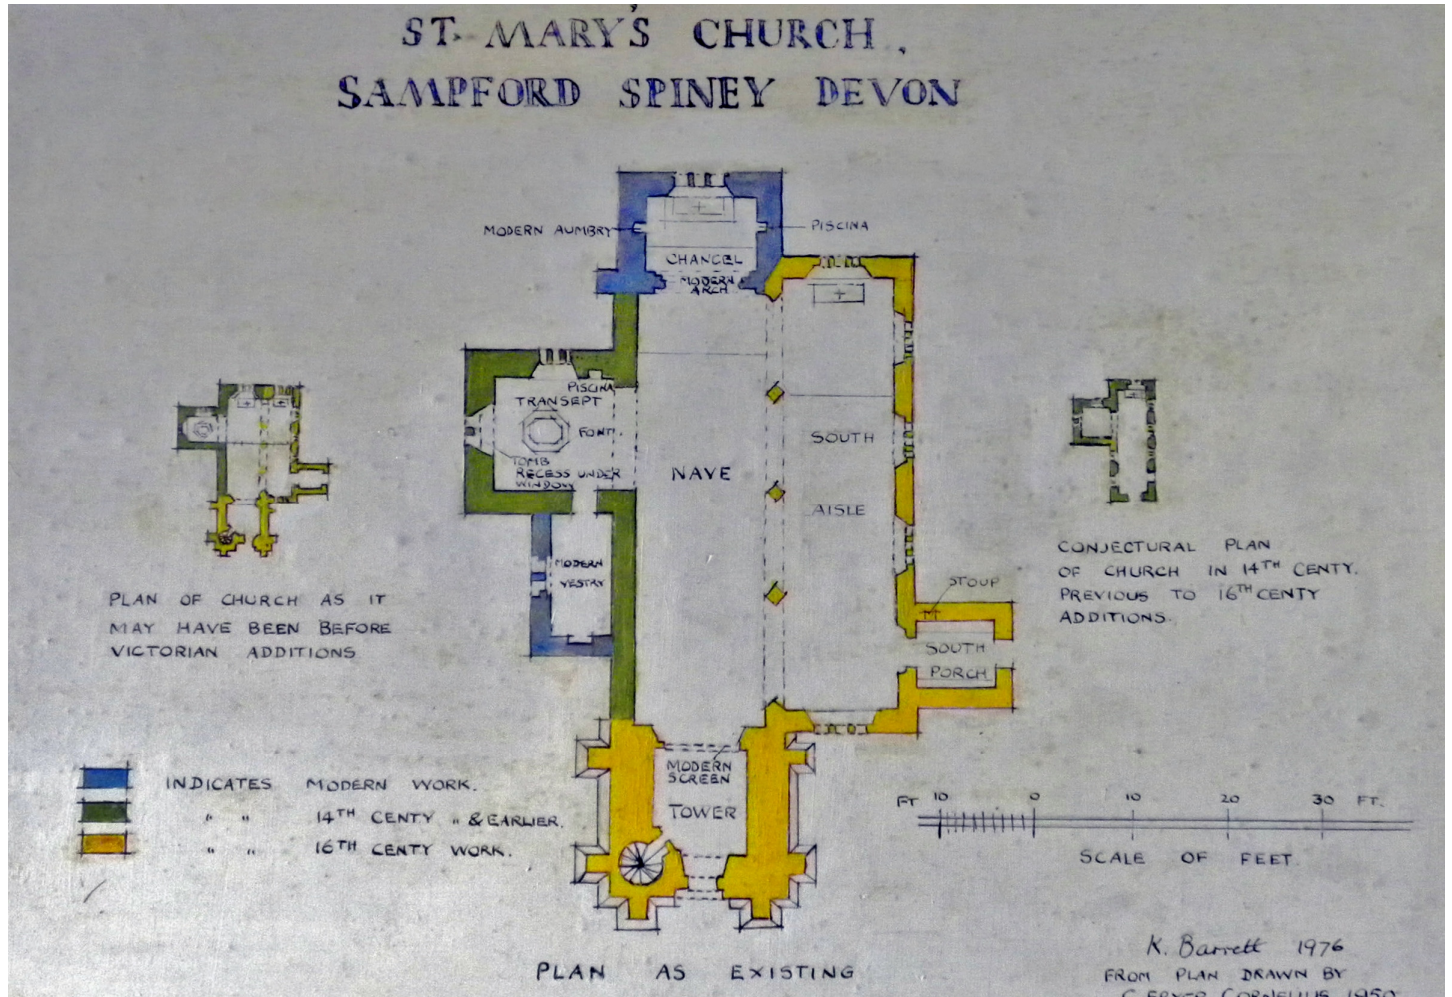 ST. MARY'S CHURCH,
SAMPFORD SPINEY DEVON
MODERN AUMBRY
PISCINA
CHANCEL
MODERN
ARCH
PISCINA
TRANSEPT
FONT.
TOMB
RECESS UNDER
WINDOW
NAVE
SOUTH
AISLE
MODERN
VESTRY
STOUP
SOUTH
PORCH
MODERN
SCREEN
TOWER
PLAN OF CHURCH AS IT
MAY HAVE BEEN BEFORE
VICTORIAN ADDITIONS
CONJECTURAL PLAN
OF CHURCH IN 14TH CENTY.
PREVIOUS TO 16TH CENTY
ADDITIONS.
INDICATES MODERN WORK.
" " 14TH CENTY " & EARLIER.
" " 16TH CENTY WORK.
FT 10 0 10 20 30 FT.
SCALE OF FEET.
PLAN AS EXISTING
K. Barrett 1976
FROM PLAN DRAWN BY
C FRYER CORNELIUS 1950